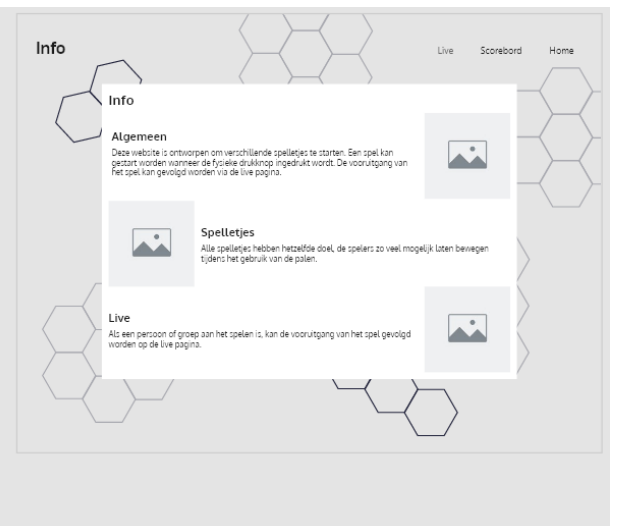 Info
Live Scorebord Home
Info
Algemeen
Deze website is ontworpen om verschillende spelletjes te starten. Een spel kan
gestart worden wanneer de fysieke drukknop ingedrukt wordt. De vooruitgang van
het spel kan gevolgd worden via de live pagina.
Spelletjes
Alle spelletjes hebben hetzelfde doel, de spelers zo veel mogelijk laten bewegen
tijdens het gebruik van de palen.
Live
Als een persoon of groep aan het spelen is, kan de vooruitgang van het spel gevolgd
worden op de live pagina.